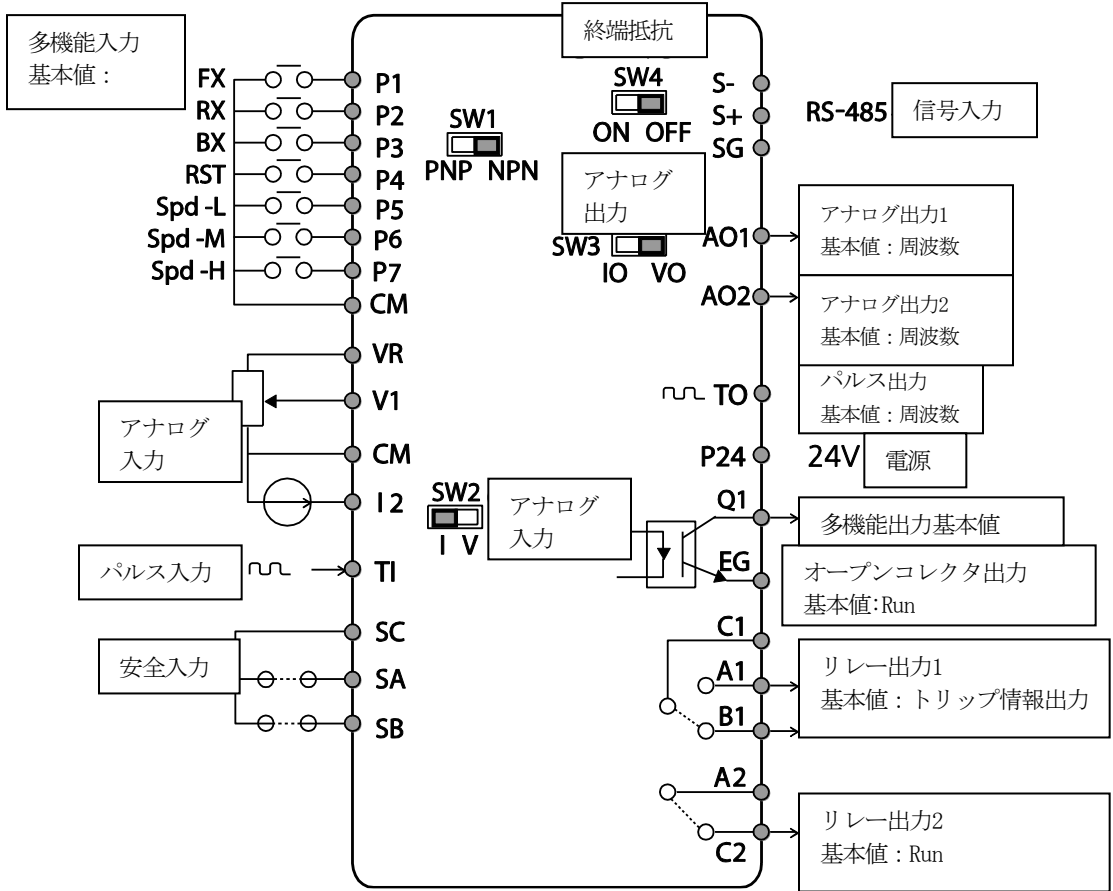 多機能入力
基本値：
FX
P1
RX
P2
BX
P3
RST
P4
Spd -L
P5
Spd -M
P6
Spd -H
P7
CM
VR
V1
アナログ
入力
CM
I 2
パルス入力
TI
SC
安全入力
SA
SB
SW1
PNP NPN
終端抵抗
SW4
ON OFF
アナログ
出力
SW3
IO VO
SW2
I V
アナログ
入力
S-
S+
SG
RS-485
信号入力
AO1
アナログ出力1
基本値：周波数
AO2
アナログ出力2
基本値：周波数
TO
パルス出力
基本値：周波数
P24
24V
電源
Q1
多機能出力基本値
EG
オープンコレクタ出力
基本値:Run
C1
A1
B1
リレー出力1
基本値：トリップ情報出力
A2
C2
リレー出力2
基本値：Run